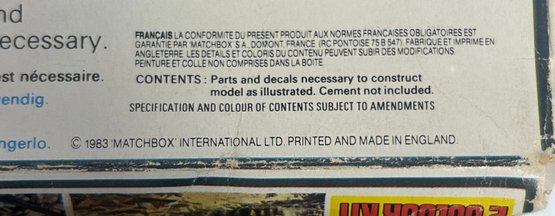 nd
ecessary.
est nécessaire.
endig.
ngerlo.
FRANÇAIS LA CONFORMITE DU PRESENT PRODUIT AUX NORMES FRANÇAISES OBLIGATOIRES EST
GARANTIE PAR 'MATCHBOX' S.A., DOMONT, FRANCE (RC PONTOISE 75 B 547). FABRIQUE ET IMPRIME EN
ANGLETERRE. LES DETAILS ET COLORIS DU CONTENU PEUVENT SUBIR DES MODIFICATIONS.
PEINTURE ET COLLE NON COMPRISES DANS LA BOITE
CONTENTS : Parts and decals necessary to construct
model as illustrated. Cement not included.
SPECIFICATION AND COLOUR OF CONTENTS SUBJECT TO AMENDMENTS
© 1983 'MATCHBOX' INTERNATIONAL LTD. PRINTED AND MADE IN ENGLAND.